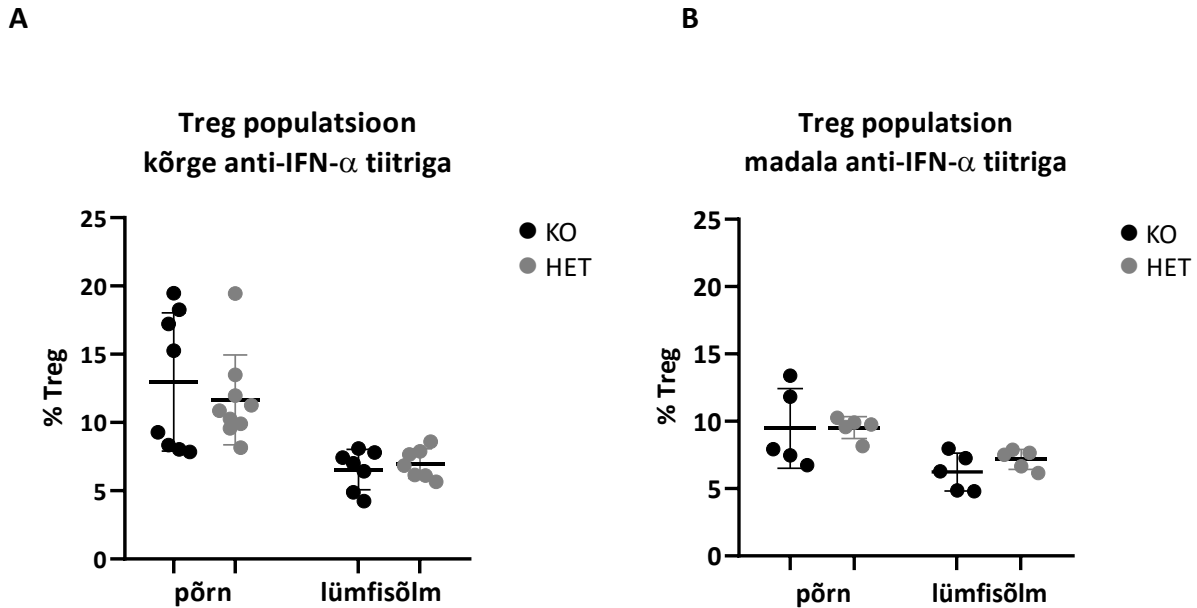 A
B
Treg populatsioon
kõrge anti-IFN-α tiitriga
Treg populatsion
madala anti-IFN-α tiitriga
KO
HET
KO
HET
% Treg
25
20
15
10
5
0
% Treg
25
20
15
10
5
0
põrn
lümfisõlm
põrn
lümfisõlm